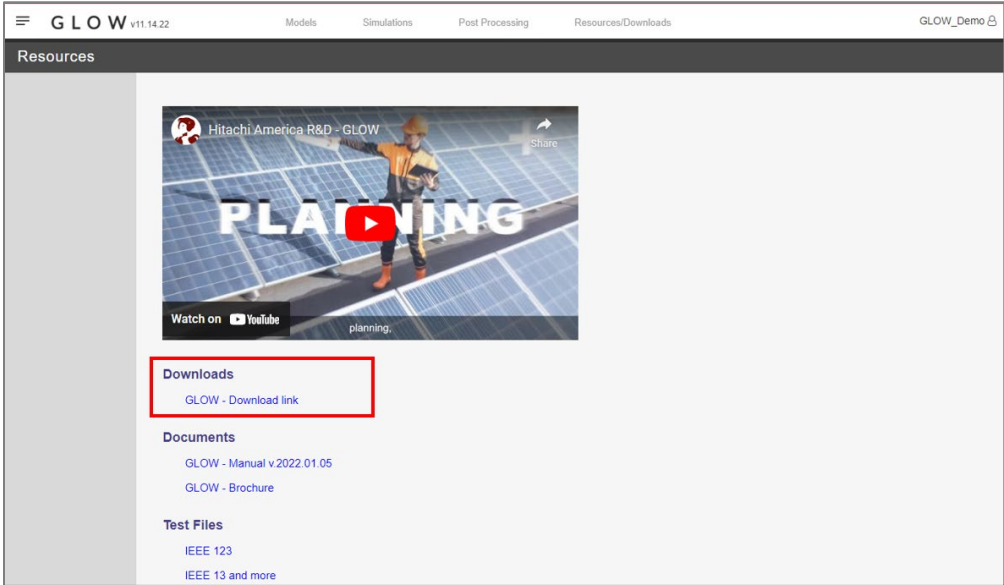 GLOW v11.14.22
Models
Simulations
Post Processing
Resources/Downloads
GLOW_Demo
Resources
Hitachi America R&D - GLOW
Share
PLANNING
Watch on YouTube
planning,
Downloads
GLOW - Download link
Documents
GLOW - Manual v.2022.01.05
GLOW - Brochure
Test Files
IEEE 123
IEEE 13 and more